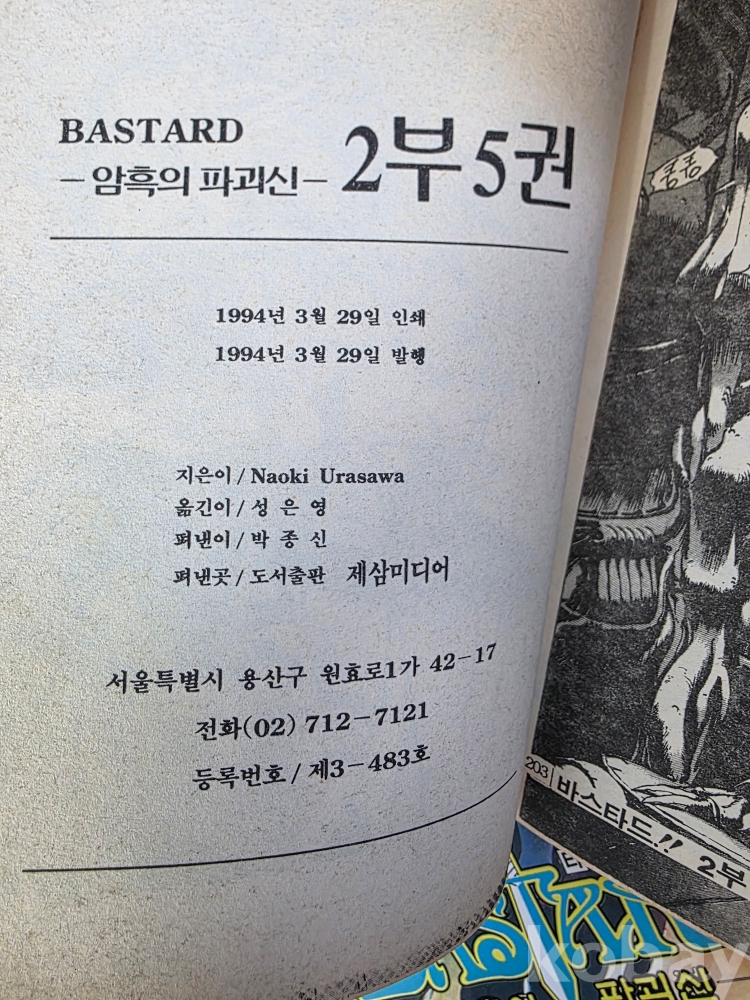 BASTARD
－암흑의 파괴신－ 2부 5권
1994년 3월 29일 인쇄
1994년 3월 29일 발행
지은이/Naoki Urasawa
옮긴이/성은영
펴낸이/박종신
펴낸곳/도서출판 제삼미디어
서울특별시 용산구 원효로1가 42－17
전화(02) 712－7121
등록번호/제3－483호
쿵쿵
203 바스타드!! 2부
kobay